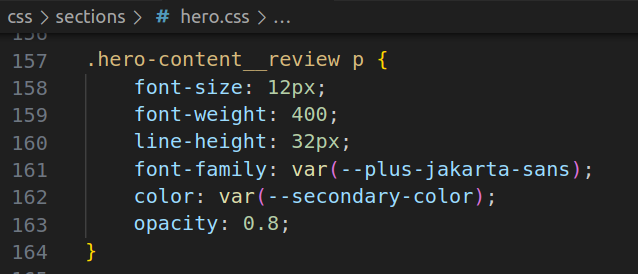 css > sections > # hero.css > ...
156
157 .hero-content__review p {
158 font-size: 12px;
159 font-weight: 400;
160 line-height: 32px;
161 font-family: var(--plus-jakarta-sans);
162 color: var(--secondary-color);
163 opacity: 0.8;
164 }
165